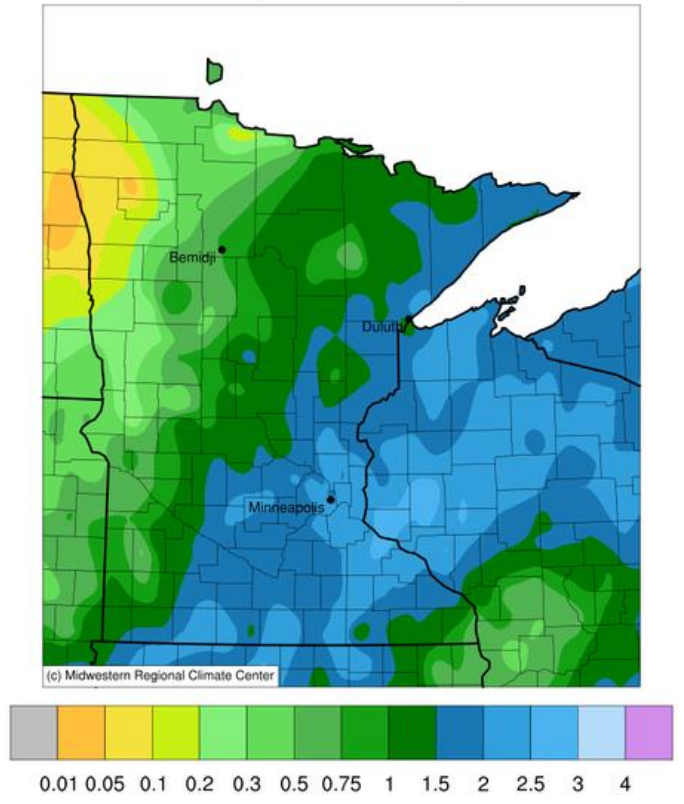 Bemidji
Duluth
Minneapolis
(c) Midwestern Regional Climate Center
0.01 0.05 0.1 0.2 0.3 0.5 0.75 1 1.5 2 2.5 3 4